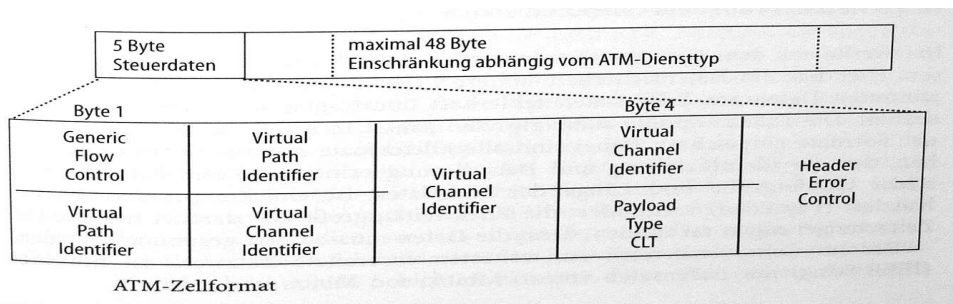 5 Byte
Steuerdaten
maximal 48 Byte
Einschränkung abhängig vom ATM-Diensttyp
Byte 1
Byte 4
Generic
Flow
Control
Virtual
Path
Identifier
Virtual
Path
Identifier
Virtual
Channel
Identifier
Virtual
Channel
Identifier
Virtual
Channel
Identifier
Payload
Type
CLT
Header
Error
Control
ATM-Zellformat